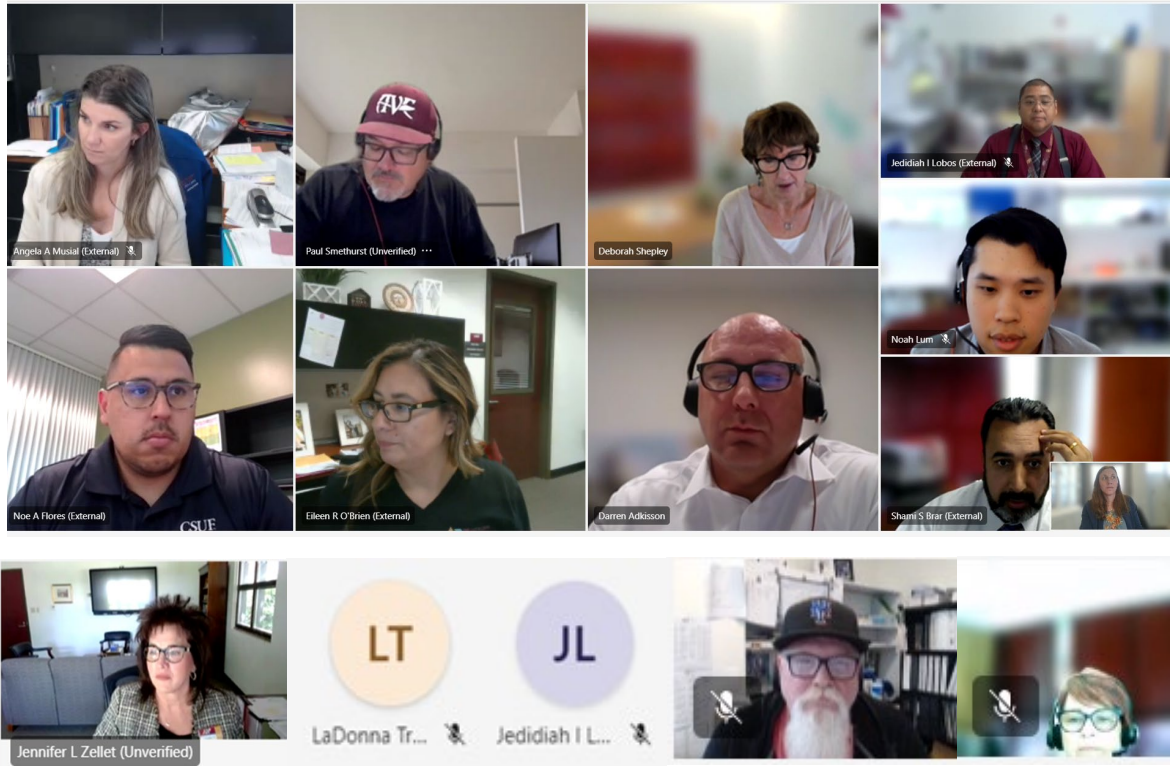 Angela A Musial (External)
Paul Smethurst (Unverified) ···
Deborah Shepley
Jedidiah I Lobos (External)
Noah Lum
Noe A Flores (External)
CSUF
Eileen R O'Brien (External)
Darren Adkisson
Shami S Brar (External)
Jennifer L Zellet (Unverified)
LT
LaDonna Tr...
JL
Jedidiah I L...